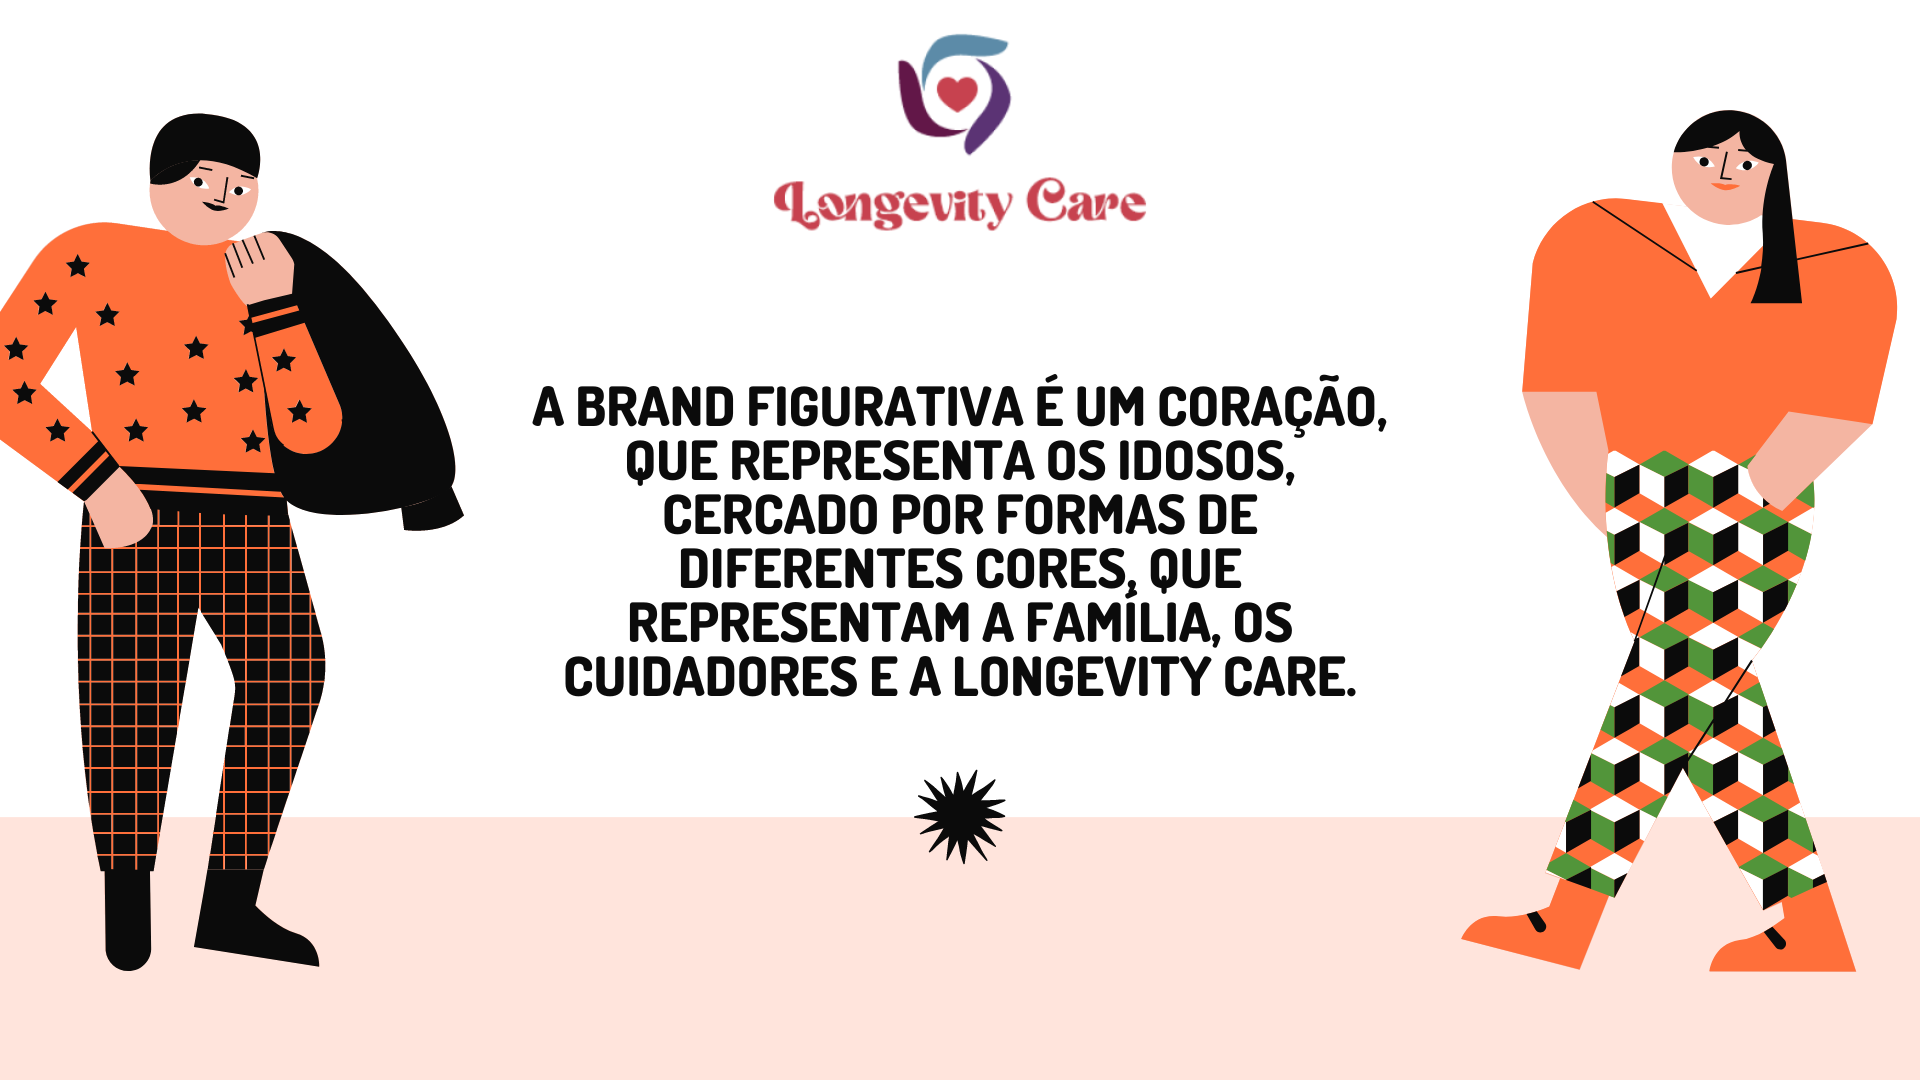 Longevity Care
A BRAND FIGURATIVA É UM CORAÇÃO,
QUE REPRESENTA OS IDOSOS,
CERCADO POR FORMAS DE
DIFERENTES CORES, QUE
REPRESENTAM A FAMÍLIA, OS
CUIDADORES E A LONGEVITY CARE.